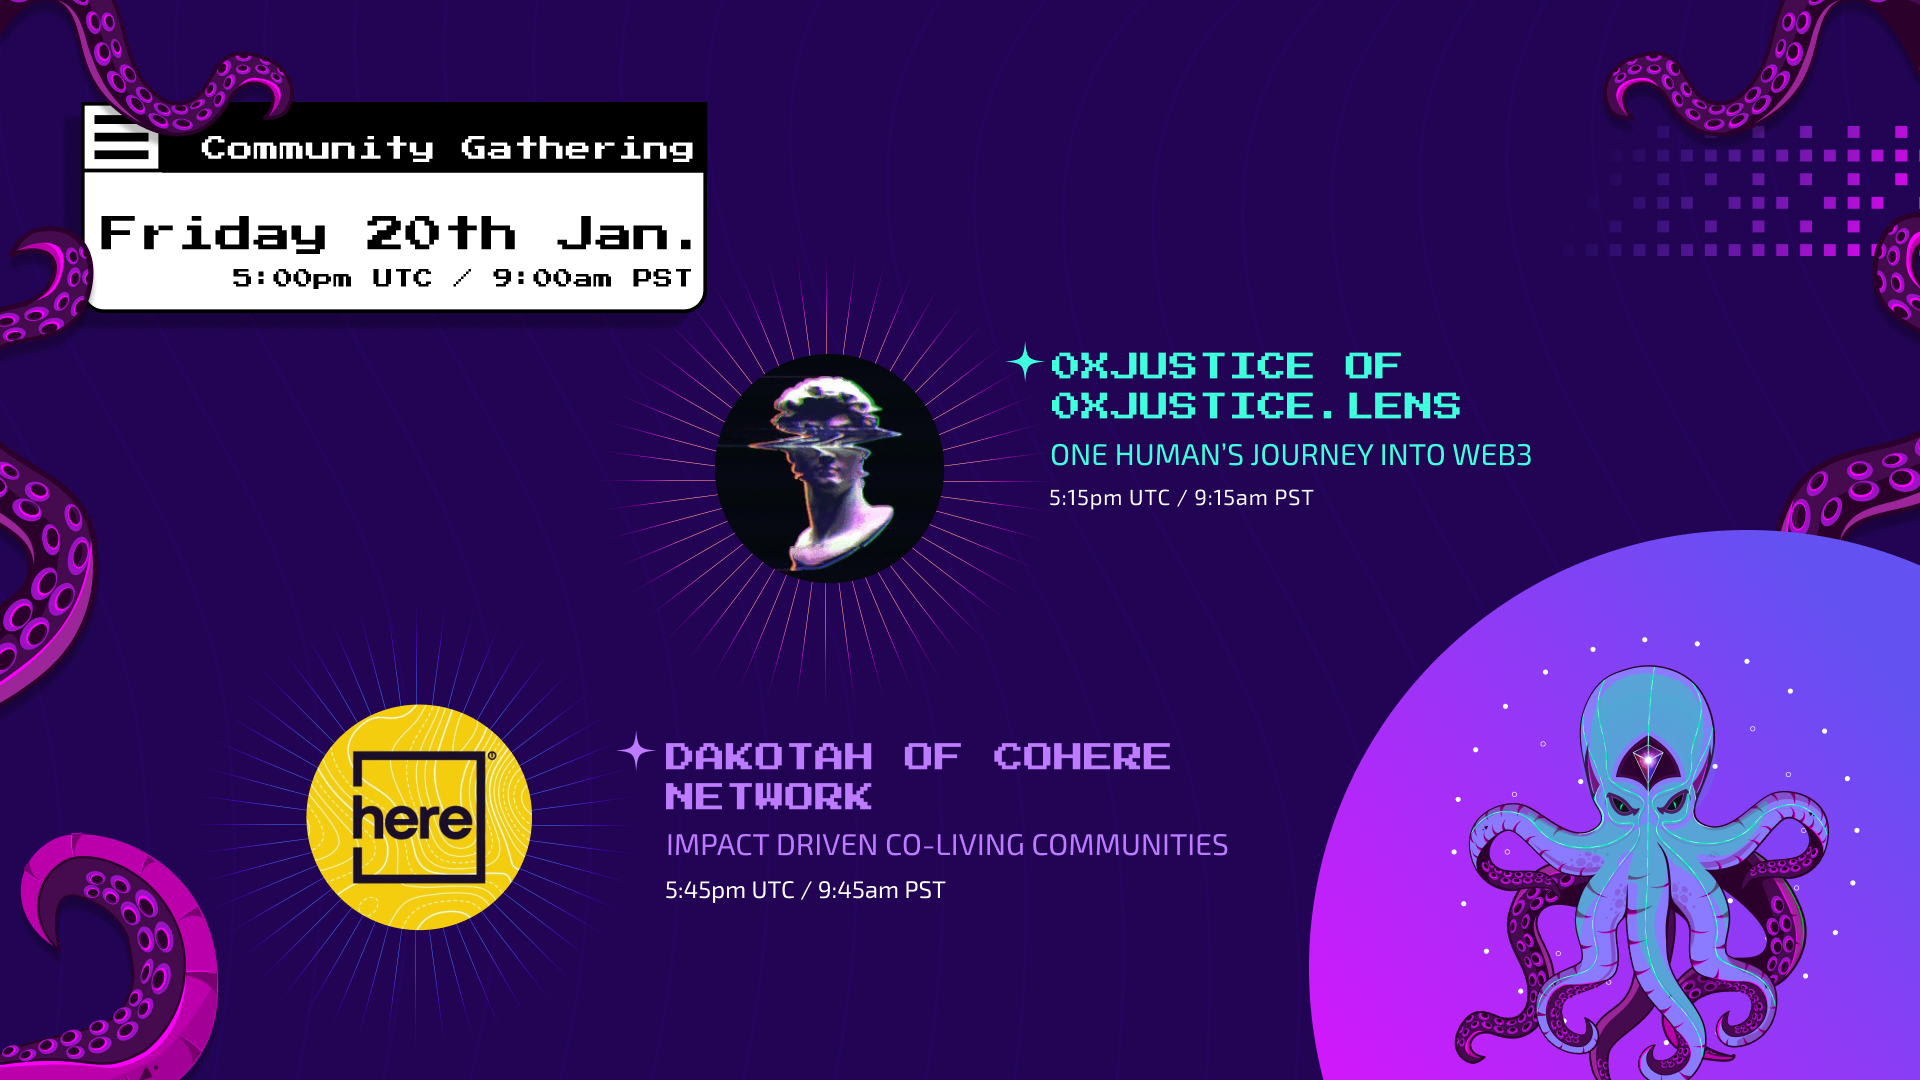 Community Gathering
Friday 20th Jan.
5:00pm UTC / 9:00am PST
0XJUSTICE OF
0XJUSTICE.LENS
ONE HUMAN'S JOURNEY INTO WEB3
5:15pm UTC / 9:15am PST
here
DAKOTAH OF COHERE
NETWORK
IMPACT DRIVEN CO-LIVING COMMUNITIES
5:45pm UTC / 9:45am PST